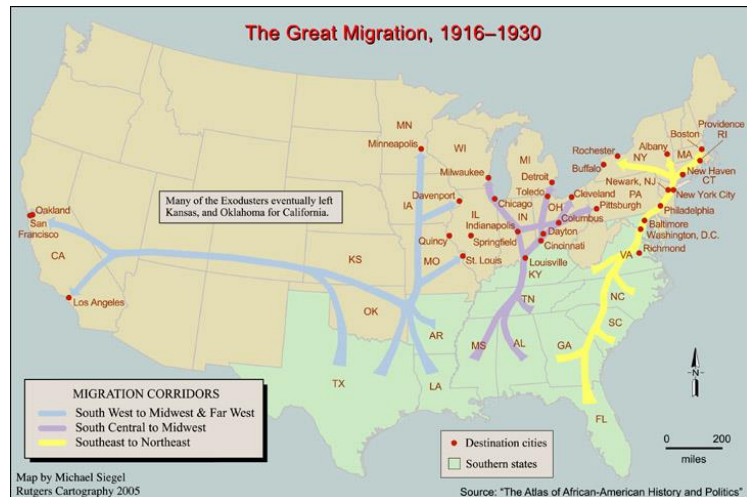 The Great Migration, 1916–1930
MN
Minneapolis
WI
Milwaukee
MI
Detroit
Toledo
Cleveland
OH
Rochester
Buffalo
Albany
NY
Boston
MA
Providence
RI
New Haven
CT
Newark, NJ
New York City
PA
Pittsburgh
Philadelphia
Baltimore
Washington, D.C.
Richmond
VA
Oakland
San
Francisco
CA
Los Angeles
Many of the Exodusters eventually left
Kansas, and Oklahoma for California.
IA
Davenport
Chicago
IL
IN
Indianapolis
Columbus
Dayton
Cincinnati
Quincy
Springfield
St. Louis
MO
Louisville
KY
KS
OK
TN
NC
SC
AR
MS
AL
GA
TX
LA
FL
MIGRATION CORRIDORS
South West to Midwest & Far West
South Central to Midwest
Southeast to Northeast
Destination cities
Southern states
N
0 200
miles
Map by Michael Siegel
Rutgers Cartography 2005
Source: "The Atlas of African-American History and Politics"